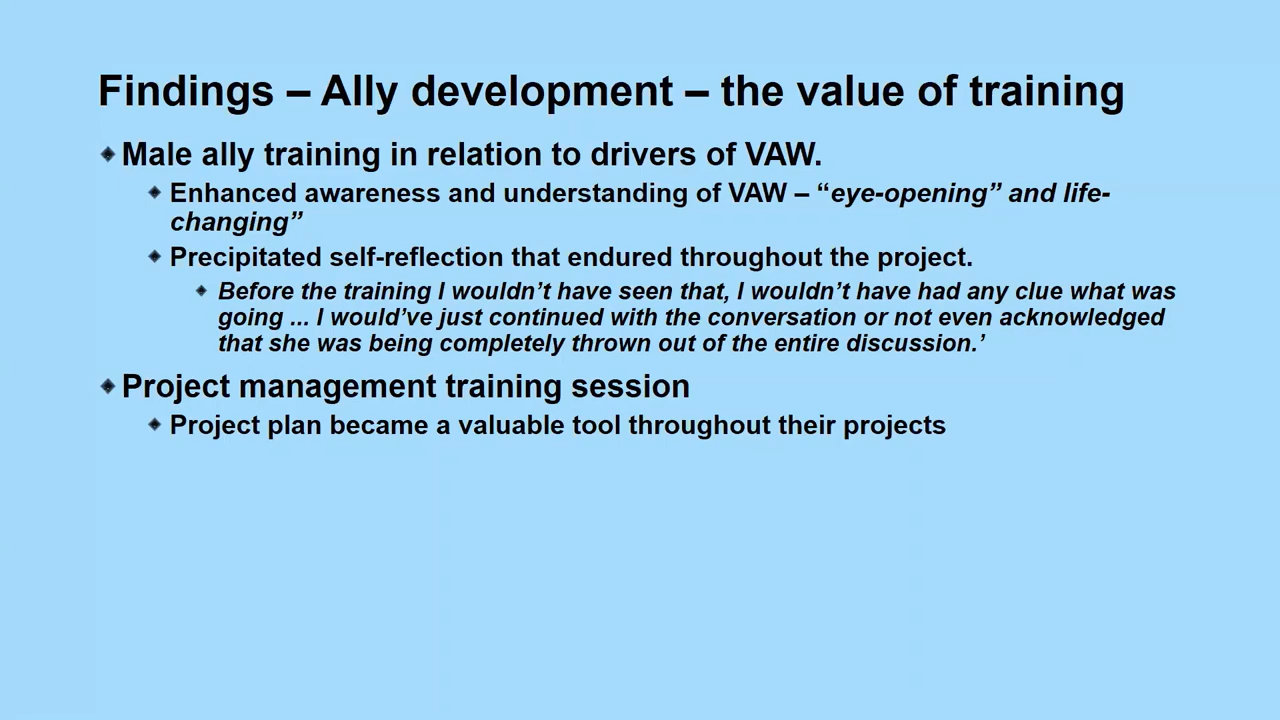 Findings – Ally development – the value of training
Male ally training in relation to drivers of VAW.
Enhanced awareness and understanding of VAW – “eye-opening” and life-
changing”
Precipitated self-reflection that endured throughout the project.
Before the training I wouldn’t have seen that, I wouldn’t have had any clue what was
going ... I would’ve just continued with the conversation or not even acknowledged
that she was being completely thrown out of the entire discussion.’
Project management training session
Project plan became a valuable tool throughout their projects